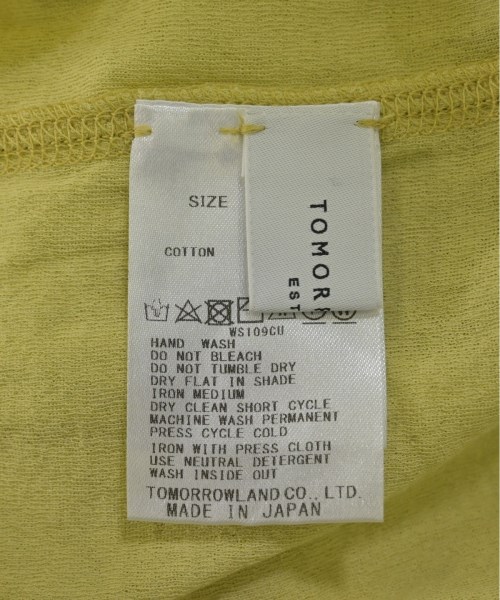 SIZE
COTTON
TOMOR
EST
WS109CU
HAND WASH
DO NOT BLEACH
DO NOT TUMBLE DRY
DRY FLAT IN SHADE
IRON MEDIUM
DRY CLEAN SHORT CYCLE
MACHINE WASH PERMANENT
PRESS CYCLE COLD
IRON WITH PRESS CLOTH
USE NEUTRAL DETERGENT
WASH INSIDE OUT
TOMORROWLAND CO., LTD.
MADE IN JAPAN